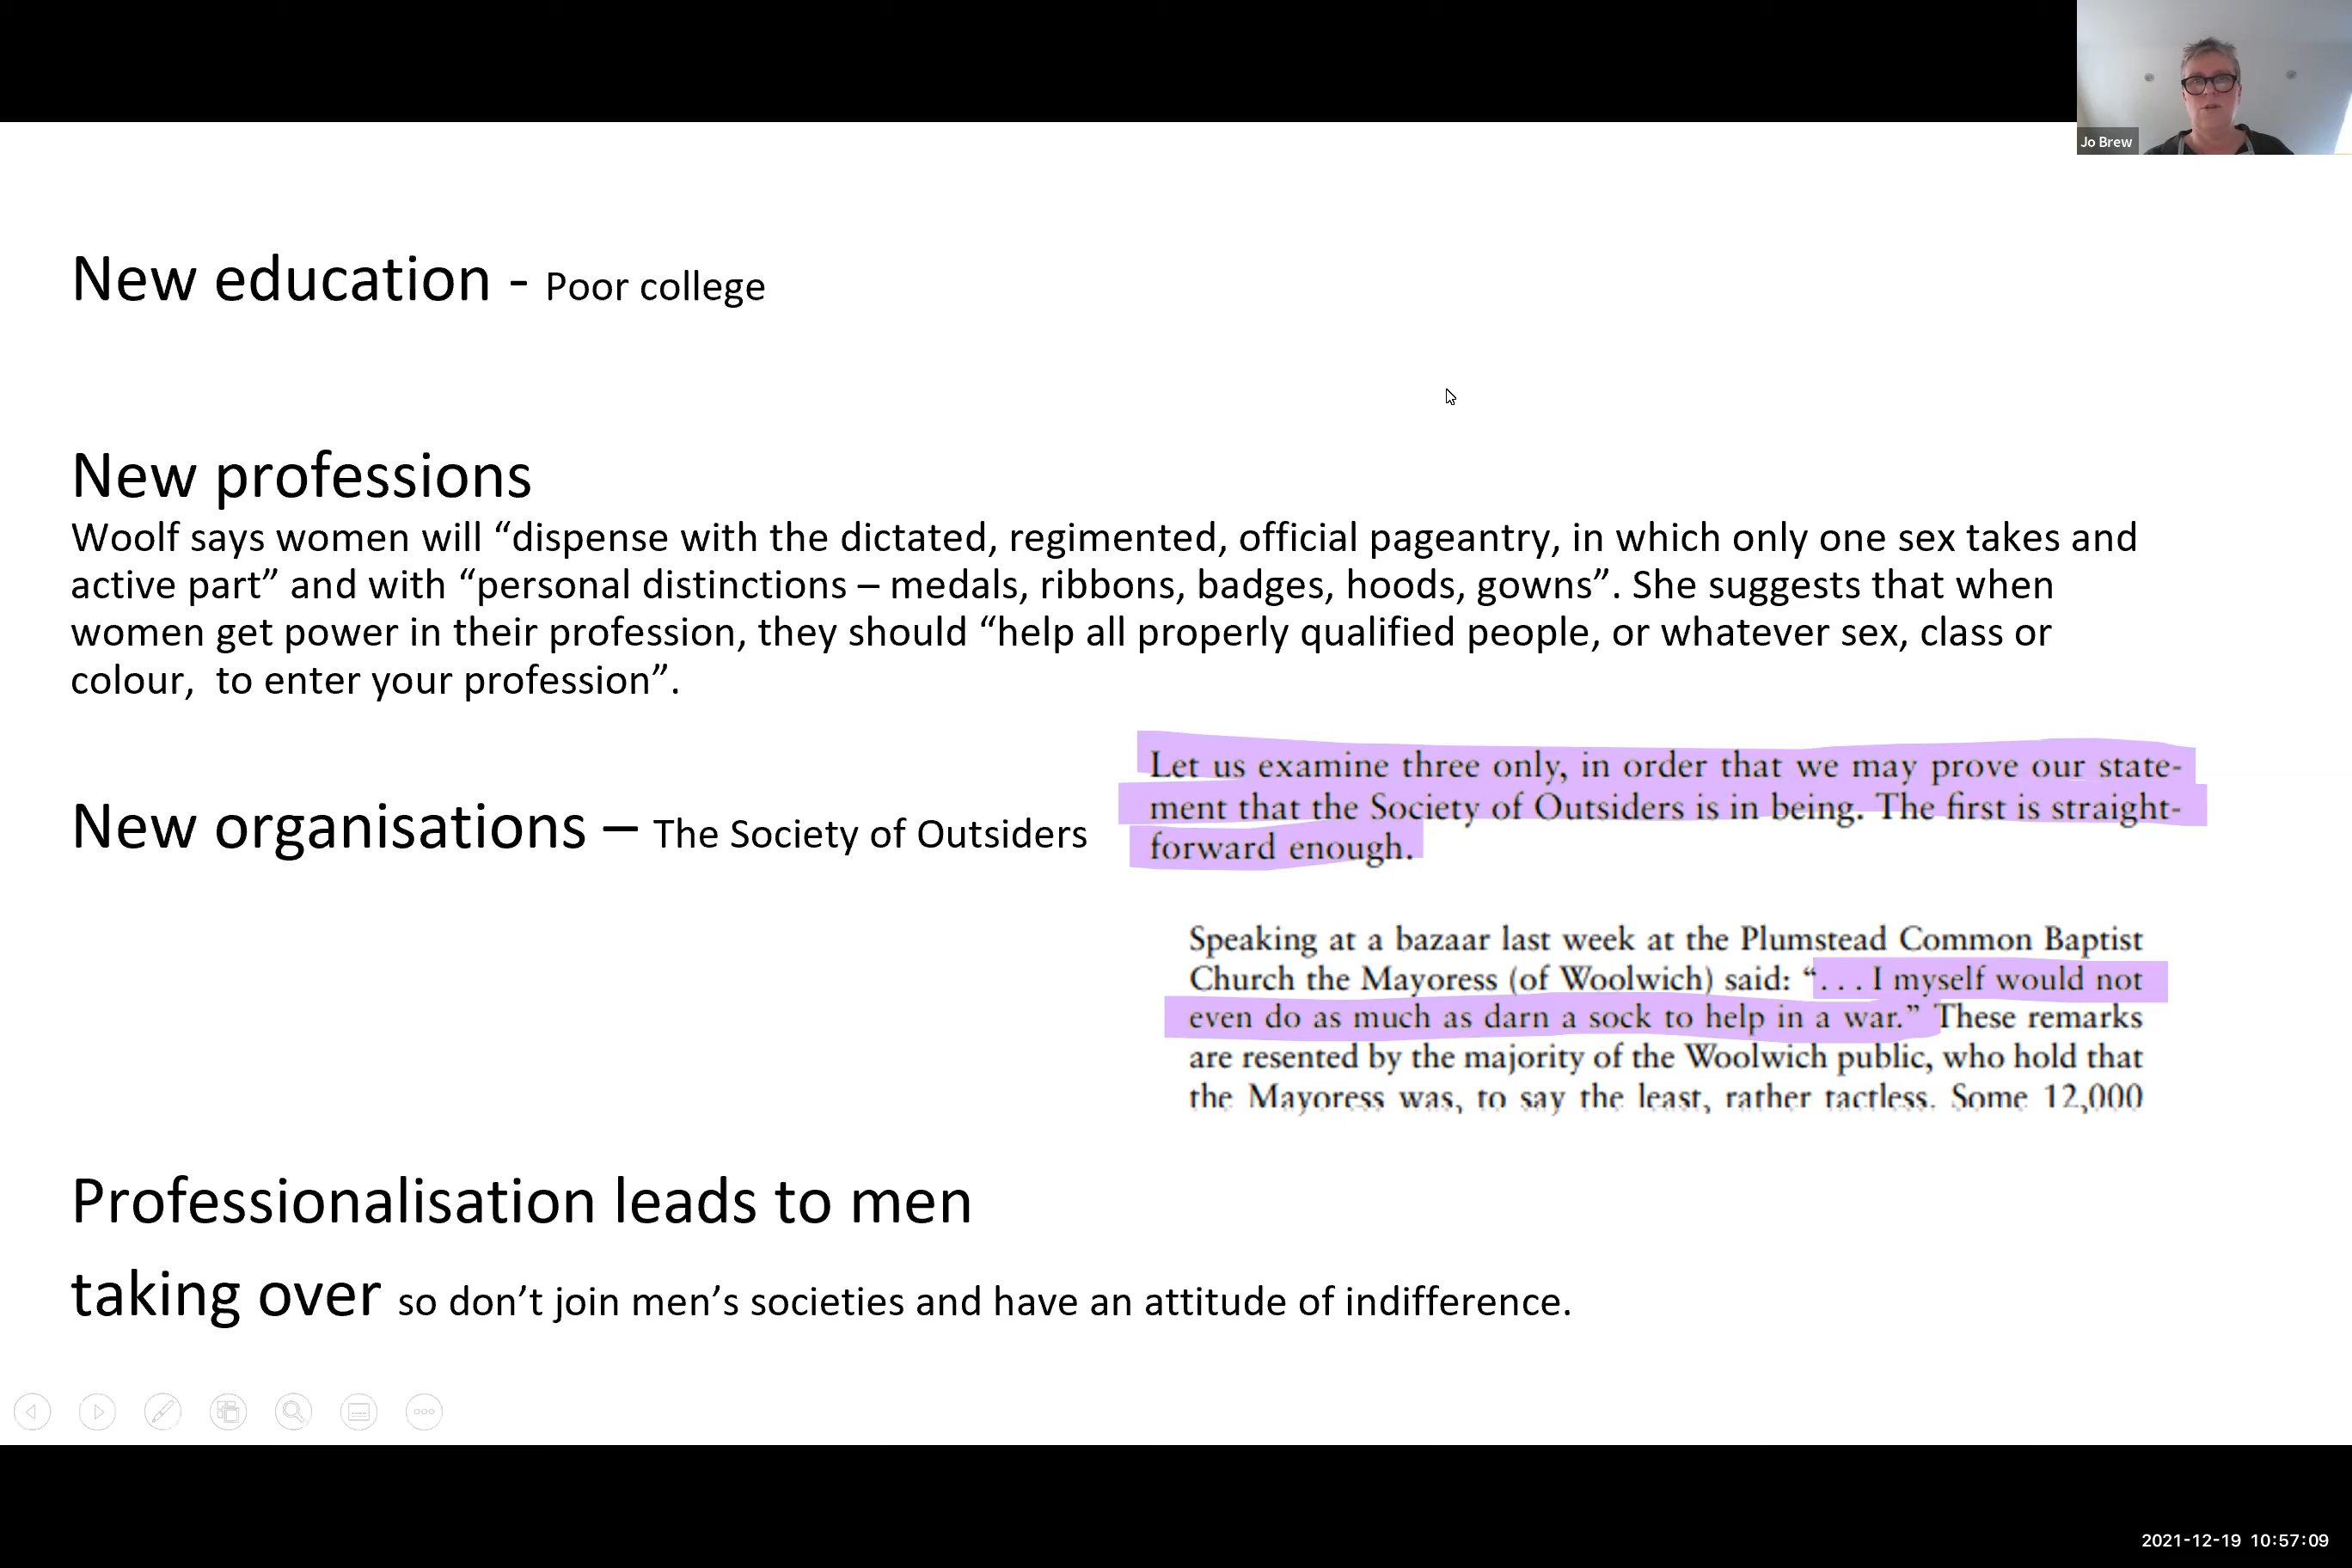 Jo Brew
New education - Poor college
New professions
Woolf says women will “dispense with the dictated, regimented, official pageantry, in which only one sex takes and
active part” and with “personal distinctions – medals, ribbons, badges, hoods, gowns”. She suggests that when
women get power in their profession, they should “help all properly qualified people, or whatever sex, class or
colour,  to enter your profession”.
New organisations – The Society of Outsiders
Let us examine three only, in order that we may prove our state-
ment that the Society of Outsiders is in being. The first is straight-
forward enough.
Speaking at a bazaar last week at the Plumstead Common Baptist
Church the Mayoress (of Woolwich) said: “. . . I myself would not
even do as much as darn a sock to help in a war.” These remarks
are resented by the majority of the Woolwich public, who hold that
the Mayoress was, to say the least, rather tactless. Some 12,000
Professionalisation leads to men
taking over so don’t join men’s societies and have an attitude of indifference.
2021-12-19 10:57:09